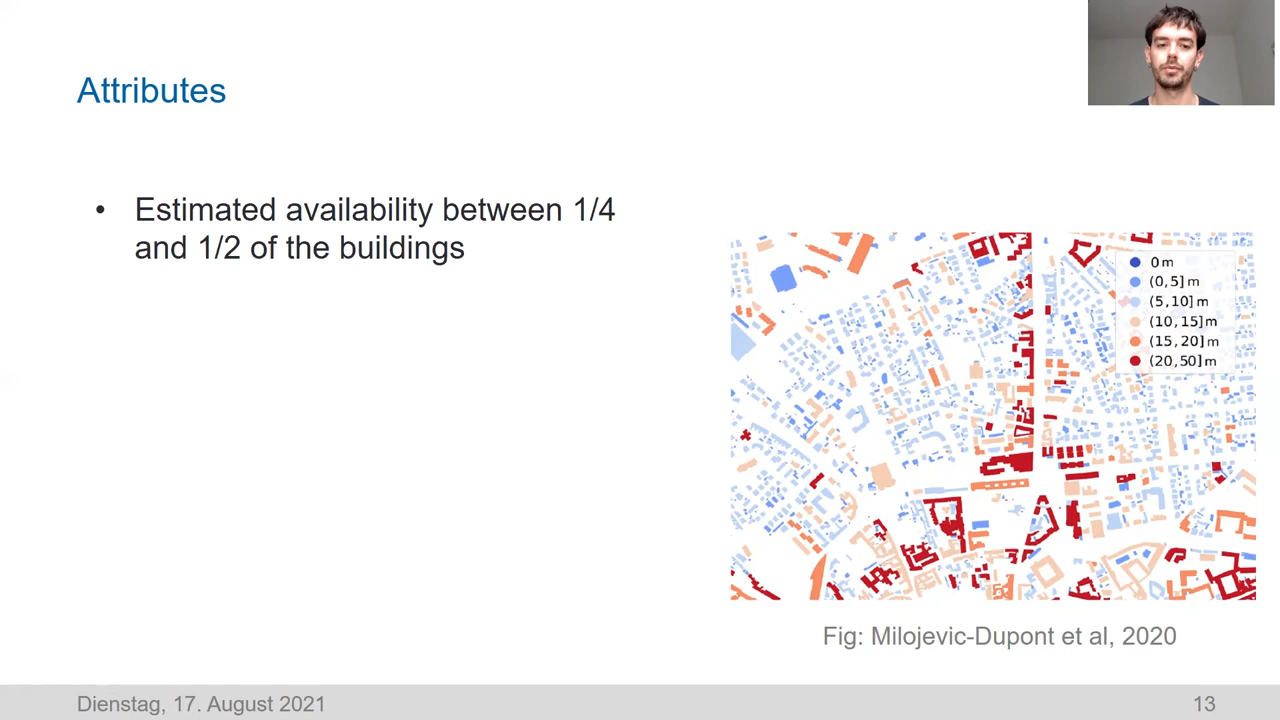 Attributes
• Estimated availability between 1/4
and 1/2 of the buildings
0 m
(0, 5] m
(5, 10] m
(10, 15] m
(15, 20] m
(20, 50] m
Fig: Milojevic-Dupont et al, 2020
Dienstag, 17. August 2021
13